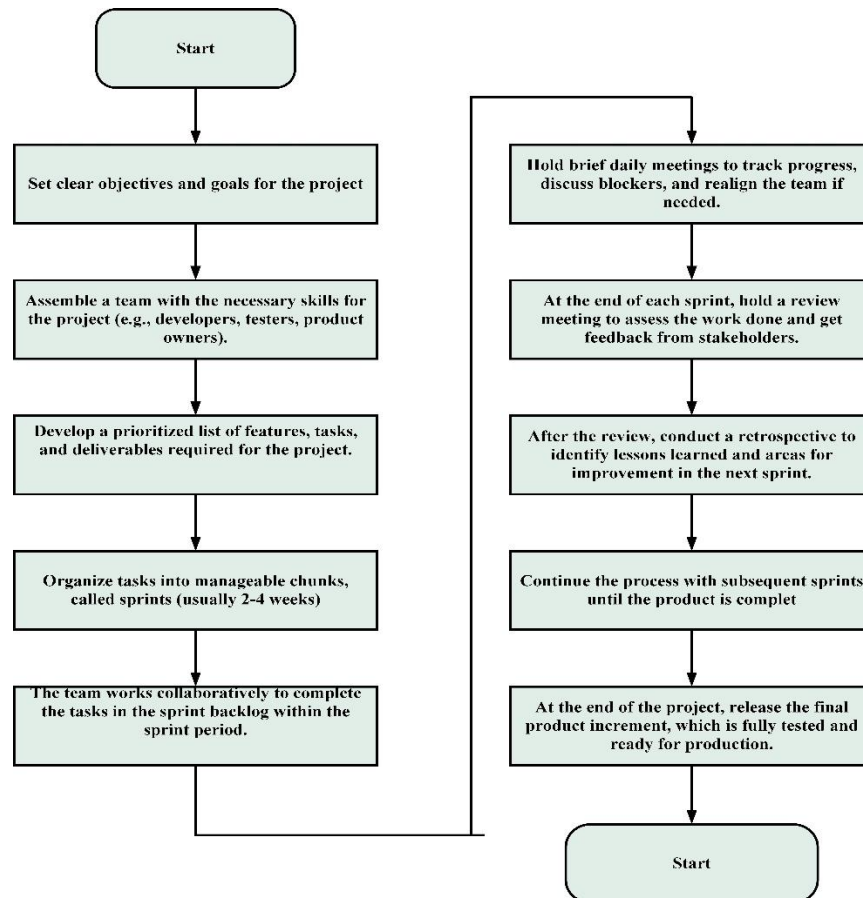 Start
Set clear objectives and goals for the project
Assemble a team with the necessary skills for
the project (e.g., developers, testers, product
owners).
Develop a prioritized list of features, tasks,
and deliverables required for the project.
Organize tasks into manageable chunks,
called sprints (usually 2-4 weeks)
The team works collaboratively to complete
the tasks in the sprint backlog within the
sprint period.
Hold brief daily meetings to track progress,
discuss blockers, and realign the team if
needed.
At the end of each sprint, hold a review
meeting to assess the work done and get
feedback from stakeholders.
After the review, conduct a retrospective to
identify lessons learned and areas for
improvement in the next sprint.
Continue the process with subsequent sprints
until the product is complet
At the end of the project, release the final
product increment, which is fully tested and
ready for production.
Start